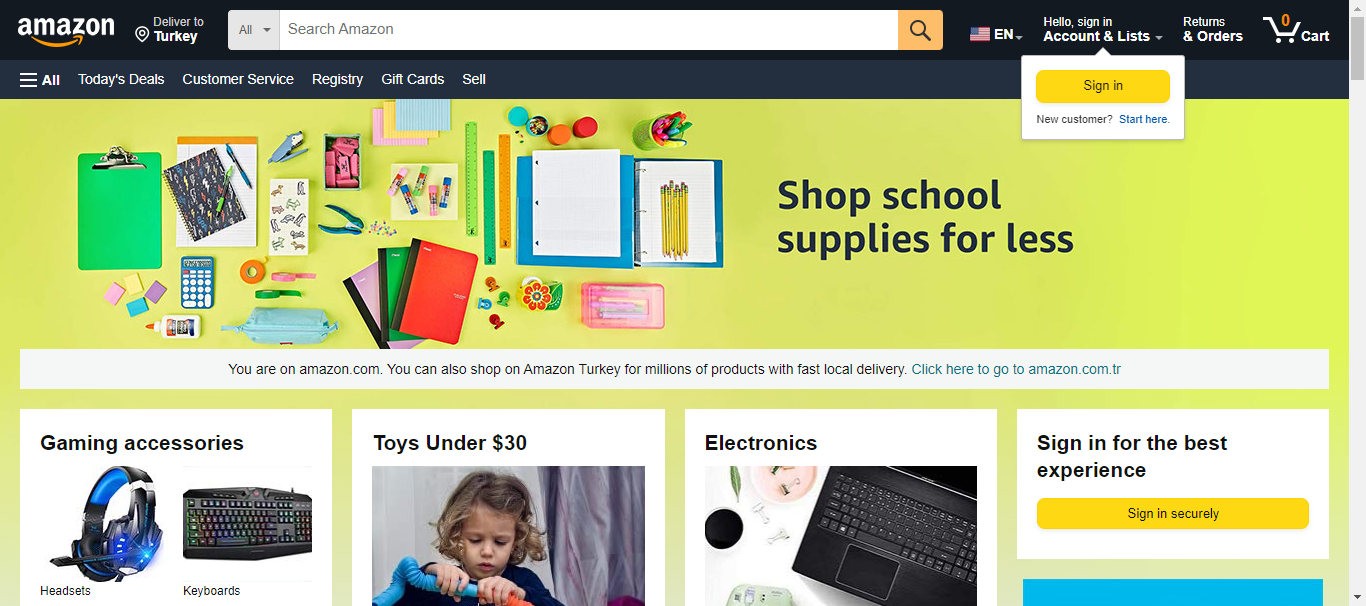 amazon
Deliver to
Turkey
All
Search Amazon
EN
Hello, sign in
Account & Lists
Returns
& Orders
0
Cart
All
Today's Deals
Customer Service
Registry
Gift Cards
Sell
Sign in
New customer? Start here.
Shop school
supplies for less
You are on amazon.com. You can also shop on Amazon Turkey for millions of products with fast local delivery. Click here to go to amazon.com.tr
Gaming accessories
Headsets
Keyboards
Toys Under $30
Electronics
Sign in for the best
experience
Sign in securely